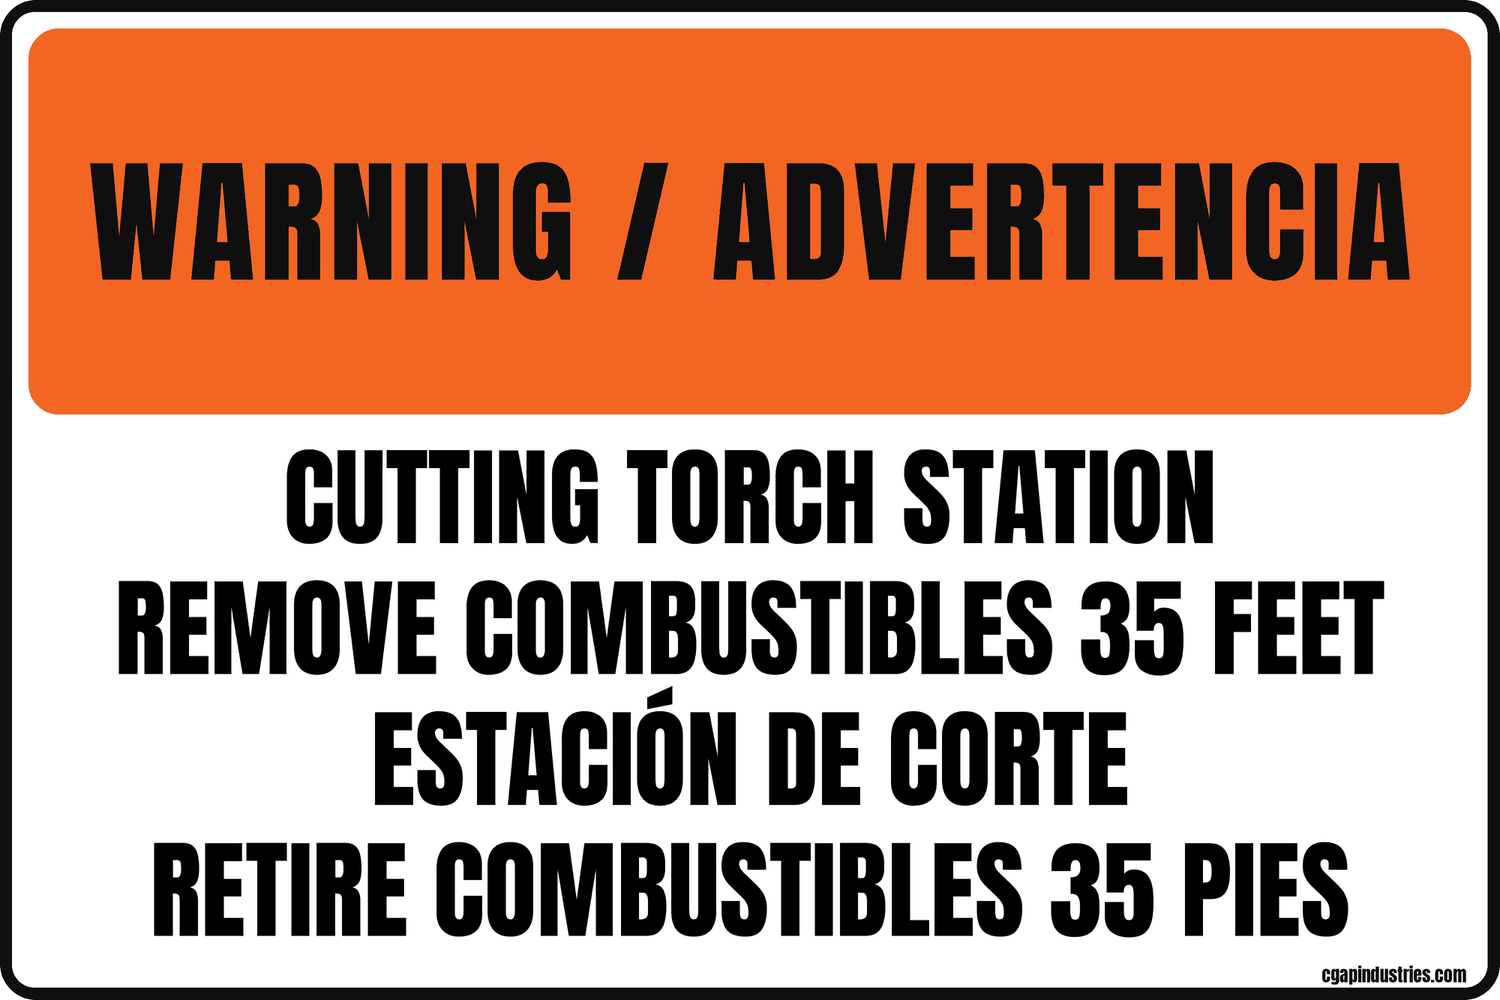 WARNING / ADVERTENCIA
CUTTING TORCH STATION
REMOVE COMBUSTIBLES 35 FEET
ESTACIÓN DE CORTE
RETIRE COMBUSTIBLES 35 PIES
cgapindustries.com